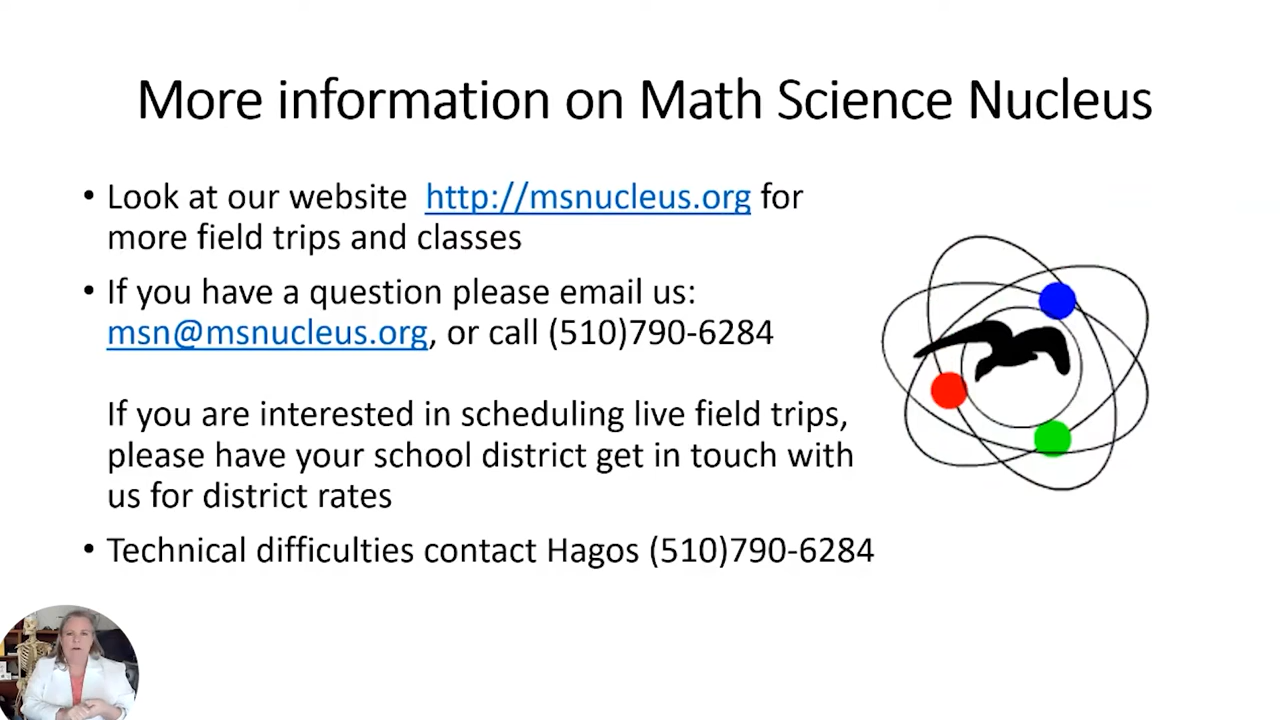 More information on Math Science Nucleus
• Look at our website http://msnucleus.org for
more field trips and classes
• If you have a question please email us:
msn@msnucleus.org, or call (510)790-6284
If you are interested in scheduling live field trips,
please have your school district get in touch with
us for district rates
• Technical difficulties contact Hagos (510)790-6284